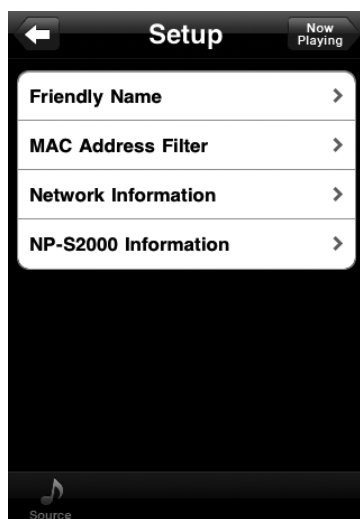 Setup
Now
Playing
Friendly Name
MAC Address Filter
Network Information
NP-S2000 Information
Source